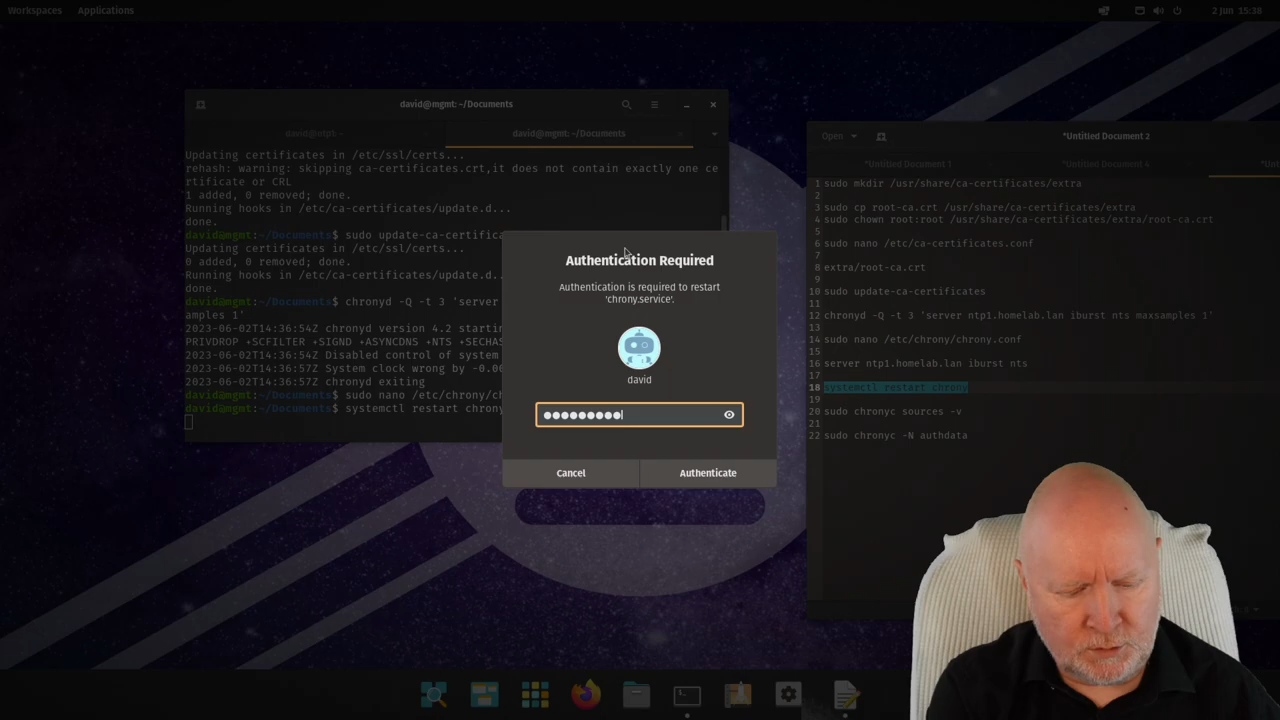 Workspaces Applications
2 Jun 15:38
david@mgmt: ~/Documents
david@ntp1: ~
david@mgmt: ~/Documents
Updating certificates in /etc/ssl/certs...
rehash: warning: skipping ca-certificates.crt,it does not contain exactly one ce
rtificate or CRL
1 added, 0 removed; done.
Running hooks in /etc/ca-certificates/update.d...
done.
david@mgmt:~/Documents$ sudo update-ca-certifica
Updating certificates in /etc/ssl/certs...
0 added, 0 removed; done.
Running hooks in /etc/ca-certificates/update.d..
done.
david@mgmt:~/Documents$ chronyd -Q -t 3 'server
amples 1'
2023-06-02T14:36:54Z chronyd version 4.2 startin
PRIVDROP +SCFILTER +SIGND +ASYNCDNS +NTS +SECHAS
2023-06-02T14:36:54Z Disabled control of system
2023-06-02T14:36:57Z System clock wrong by -0.00
2023-06-02T14:36:57Z chronyd exiting
david@mgmt:~/Documents$ sudo nano /etc/chrony/ch
david@mgmt:~/Documents$ systemctl restart chrony
Authentication Required
Authentication is required to restart
'chrony.service'.
david
Cancel
Authenticate
Open
*Untitled Document 2
*Untitled Document 1
*Untitled Document 4
1 sudo mkdir /usr/share/ca-certificates/extra
2
3 sudo cp root-ca.crt /usr/share/ca-certificates/extra
4 sudo chown root:root /usr/share/ca-certificates/extra/root-ca.crt
5
6 sudo nano /etc/ca-certificates.conf
7
8 extra/root-ca.crt
9
10 sudo update-ca-certificates
11
12 chronyd -Q -t 3 'server ntp1.homelab.lan iburst nts maxsamples 1'
13
14 sudo nano /etc/chrony/chrony.conf
15
16 server ntp1.homelab.lan iburst nts
17
18 systemctl restart chrony
19
20 sudo chronyc sources -v
21
22 sudo chronyc -N authdata